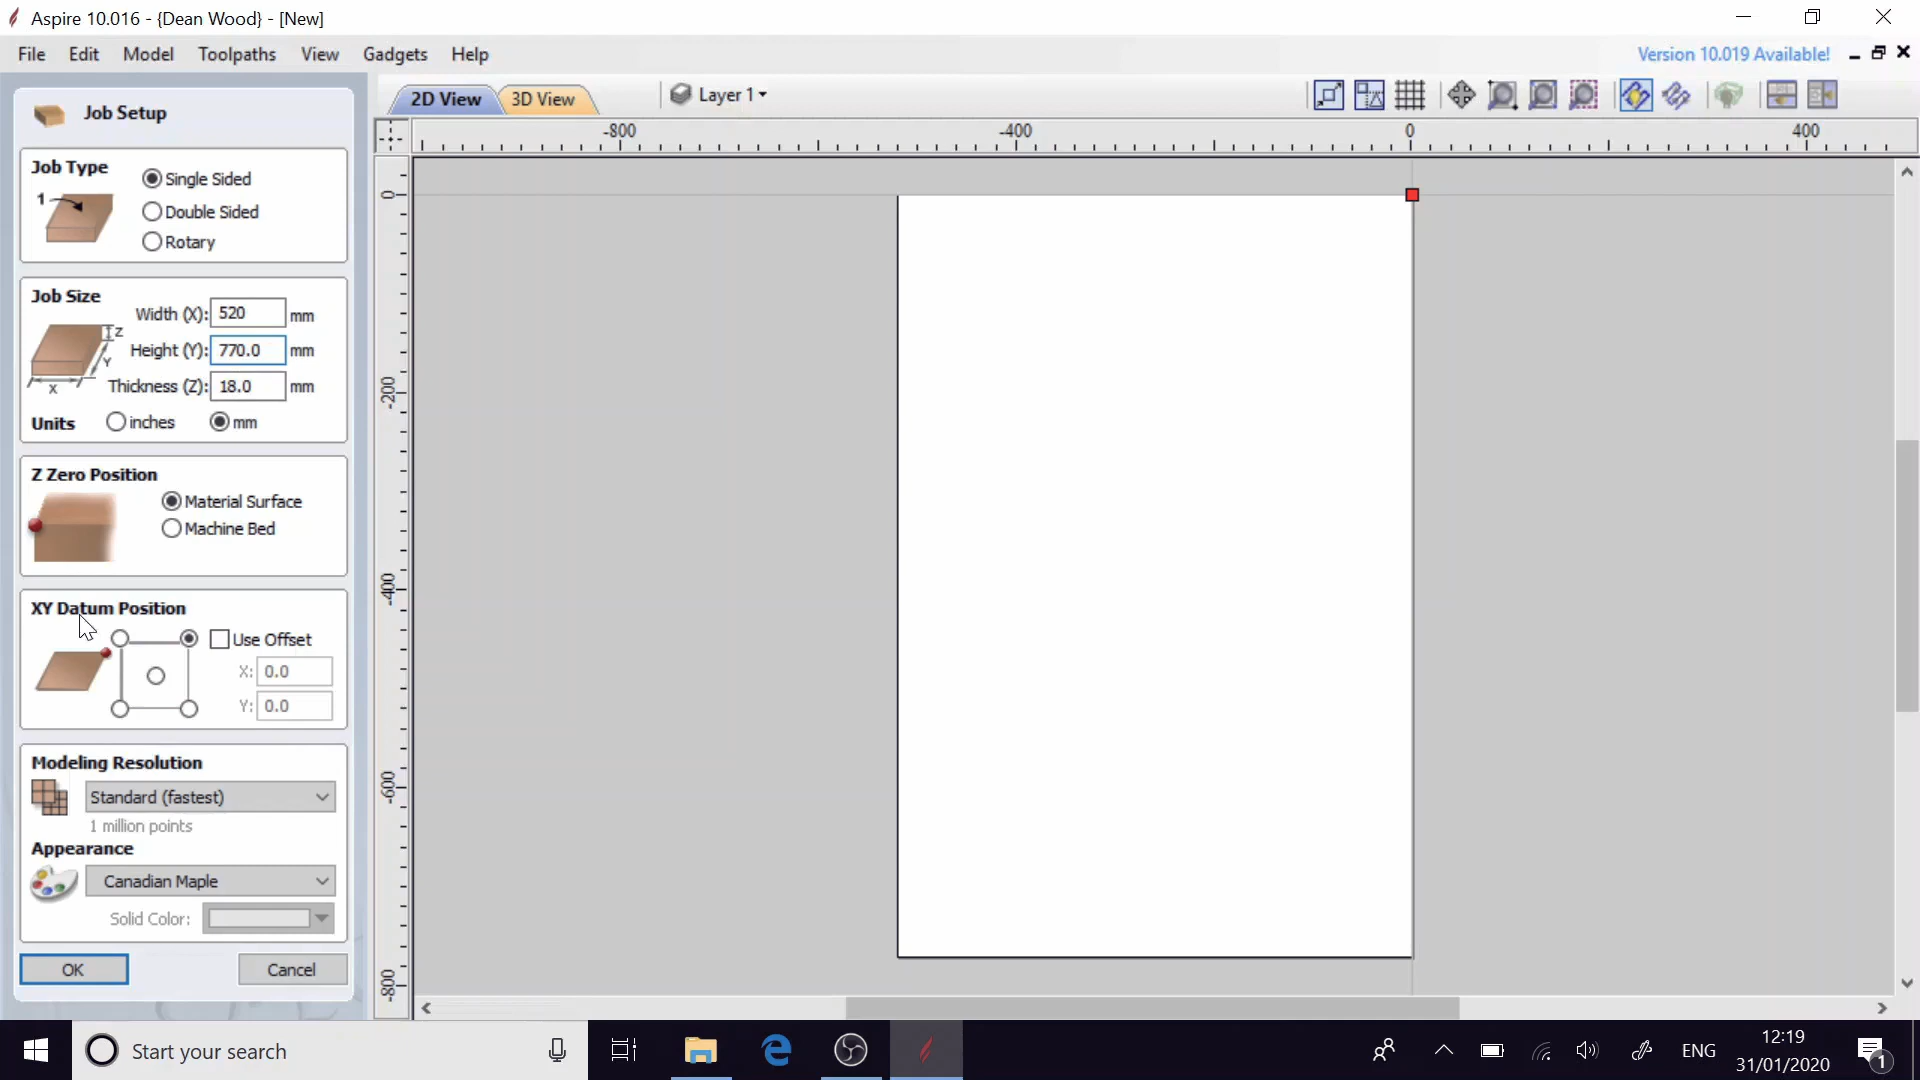 Aspire 10.016 - {Dean Wood} - [New]
File Edit Model Toolpaths View Gadgets Help
Version 10.019 Available!
Job Setup
2D View 3D View Layer 1
-800 -400 0 400
Job Type
1
Single Sided
Double Sided
Rotary
Job Size
Width (X): 520 mm
Height (Y): 770.0 mm
Thickness (Z): 18.0 mm
Z
Y
X
Units inches mm
Z Zero Position
Material Surface
Machine Bed
XY Datum Position
Use Offset
X: 0.0
Y: 0.0
Modeling Resolution
Standard (fastest)
1 million points
Appearance
Canadian Maple
Solid Color:
OK Cancel
0
-200
-400
-600
-800
Start your search
ENG
12:19
31/01/2020
1